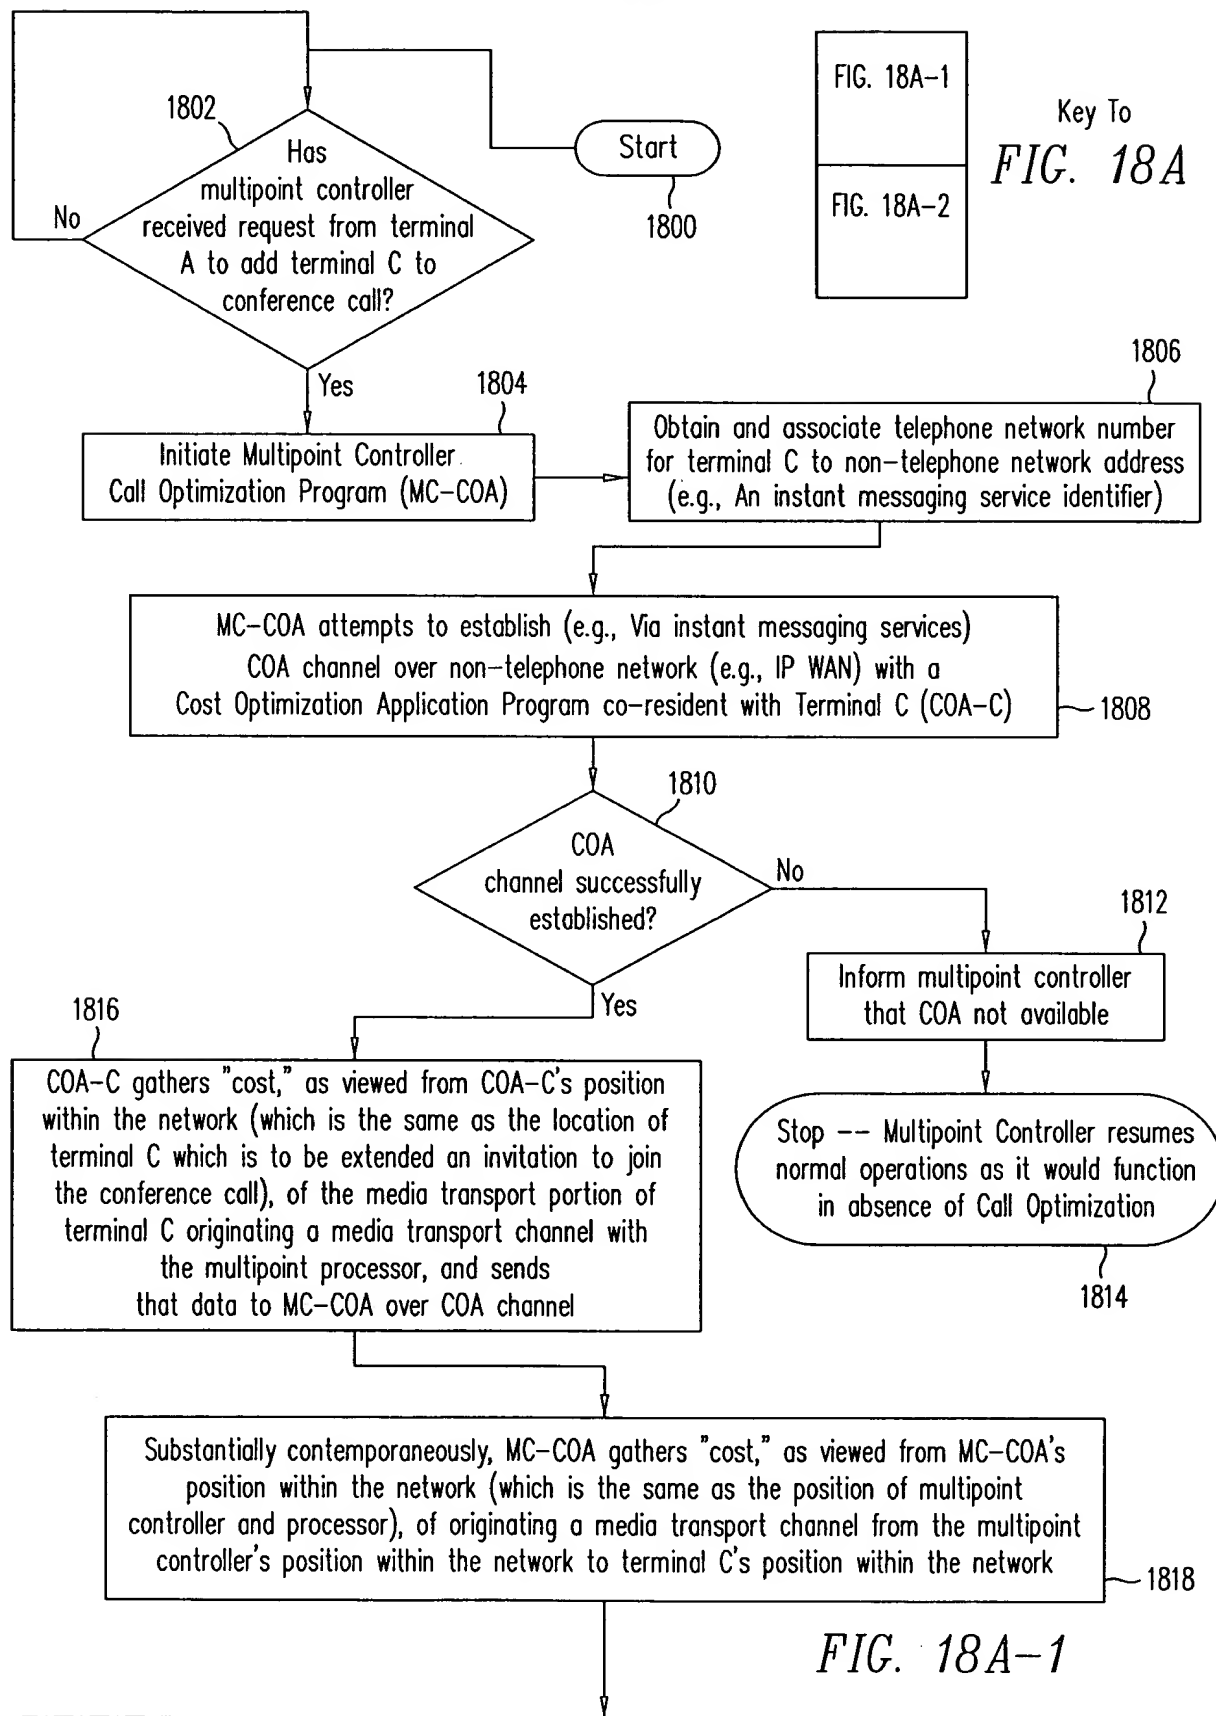 1802
Has
multipoint controller
received request from terminal
A to add terminal C to
conference call?
No
Yes
Start
1800
FIG. 18A-1
FIG. 18A-2
Key To
FIG. 18A
1804
Initiate Multipoint Controller
Call Optimization Program (MC-COA)
1806
Obtain and associate telephone network number
for terminal C to non-telephone network address
(e.g., An instant messaging service identifier)
MC-COA attempts to establish (e.g., Via instant messaging services)
COA channel over non-telephone network (e.g., IP WAN) with a
Cost Optimization Application Program co-resident with Terminal C (COA-C)
1808
1810
COA
channel successfully
established?
No
Yes
1812
Inform multipoint controller
that COA not available
Stop -- Multipoint Controller resumes
normal operations as it would function
in absence of Call Optimization
1814
1816
COA-C gathers "cost," as viewed from COA-C's position
within the network (which is the same as the location of
terminal C which is to be extended an invitation to join
the conference call), of the media transport portion of
terminal C originating a media transport channel with
the multipoint processor, and sends
that data to MC-COA over COA channel
Substantially contemporaneously, MC-COA gathers "cost," as viewed from MC-COA's
position within the network (which is the same as the position of multipoint
controller and processor), of originating a media transport channel from the multipoint
controller's position within the network to terminal C's position within the network
1818
FIG. 18A-1